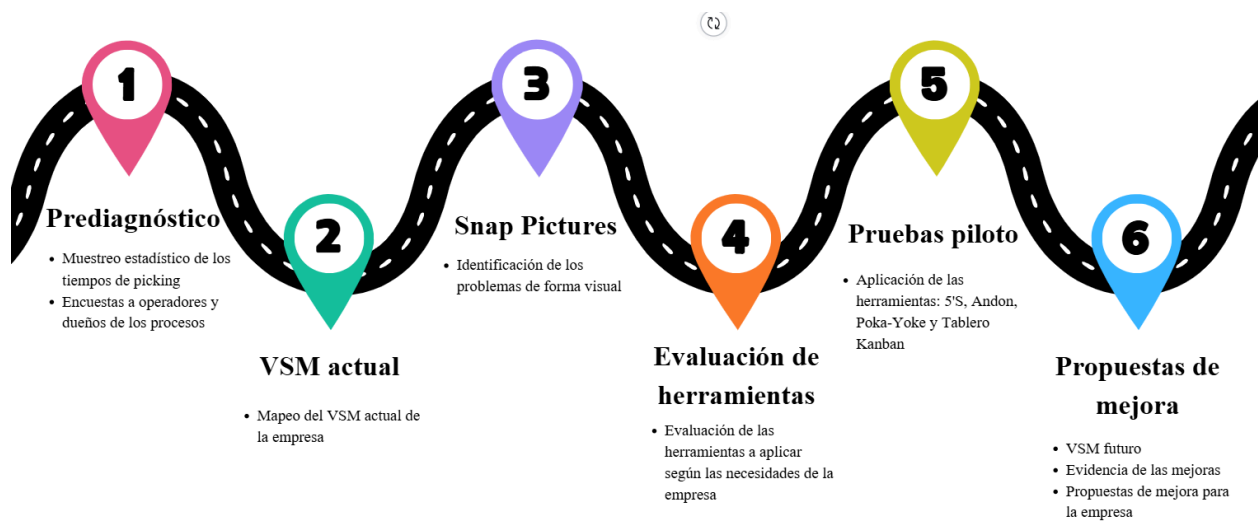 1
Prediagnóstico
• Muestreo estadístico de los
tiempos de picking
• Encuestas a operadores y
dueños de los procesos
2
VSM actual
• Mapeo del VSM actual de
la empresa
3
Snap Pictures
• Identificación de los
problemas de forma visual
4
Evaluación de
herramientas
• Evaluación de las
herramientas a aplicar
según las necesidades de la
empresa
5
Pruebas piloto
• Aplicación de las
herramientas: 5'S, Andon,
Poka-Yoke y Tablero
Kanban
6
Propuestas de
mejora
• VSM futuro
• Evidencia de las mejoras
• Propuestas de mejora para
la empresa